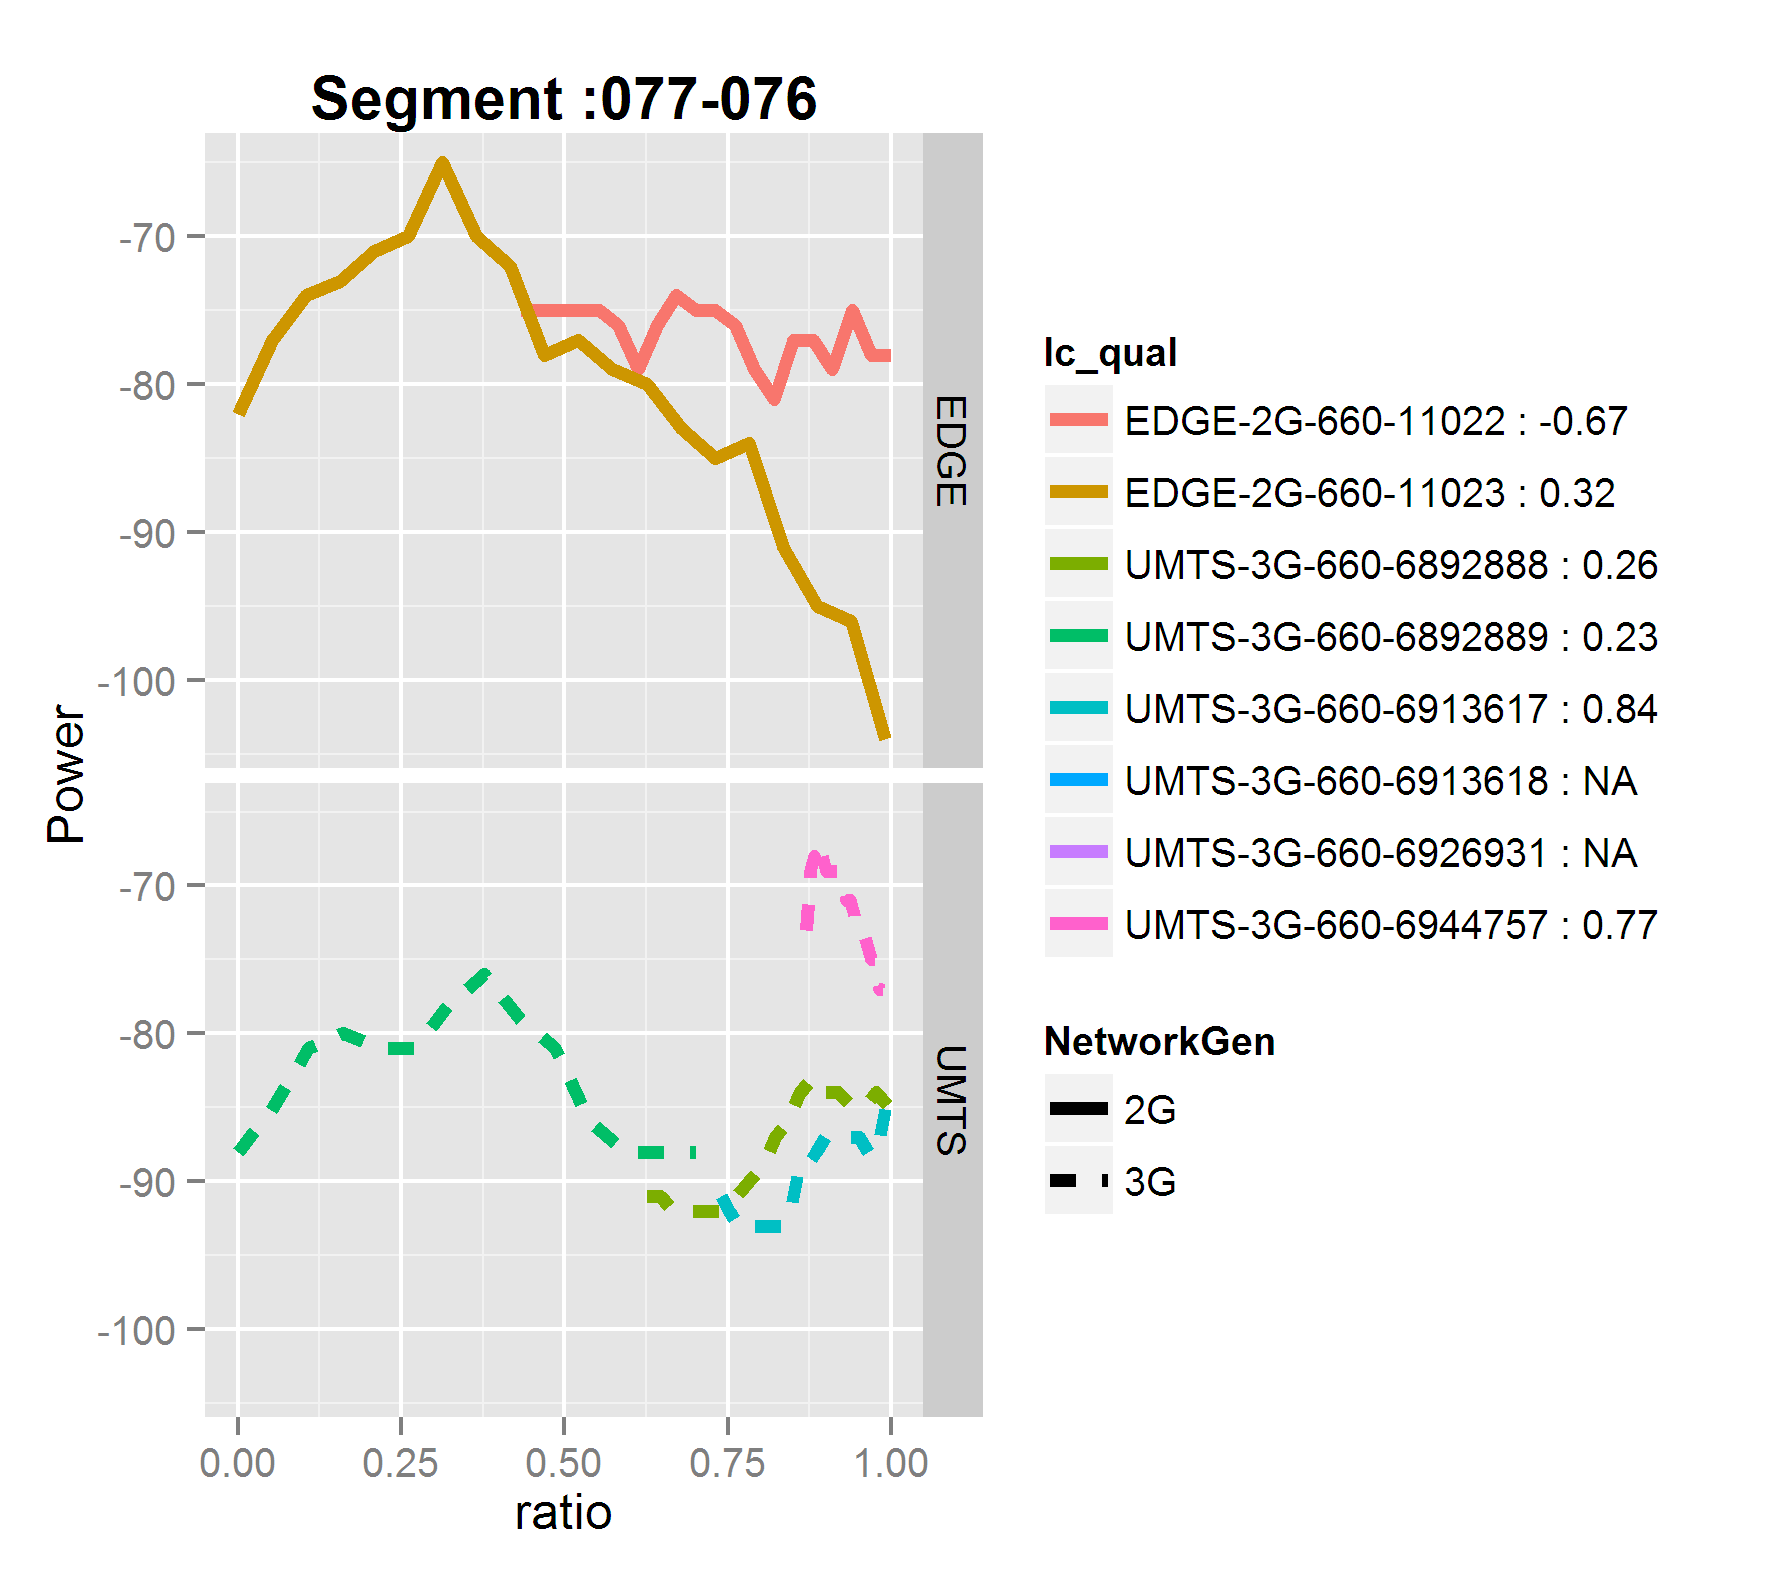 Segment :077-076
-70
-80
-90
-100
EDGE
-70
-80
-90
-100
UMTS
Power
0.00 0.25 0.50 0.75 1.00
ratio
lc_qual
EDGE-2G-660-11022 : -0.67
EDGE-2G-660-11023 : 0.32
UMTS-3G-660-6892888 : 0.26
UMTS-3G-660-6892889 : 0.23
UMTS-3G-660-6913617 : 0.84
UMTS-3G-660-6913618 : NA
UMTS-3G-660-6926931 : NA
UMTS-3G-660-6944757 : 0.77
NetworkGen
2G
3G